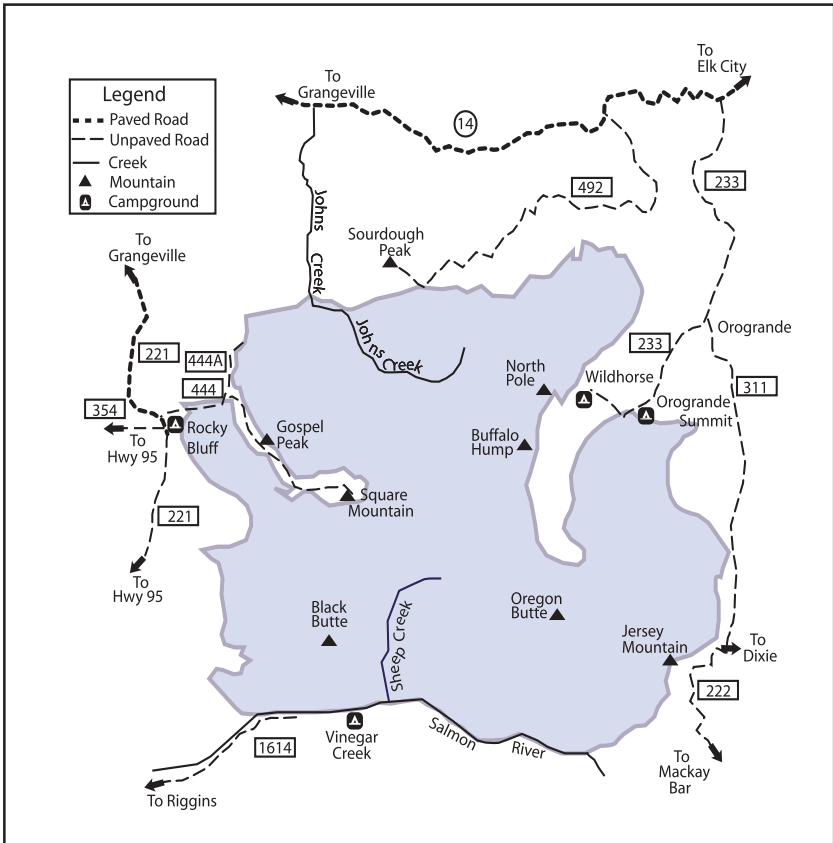 To
Elk City
To
Grangeville
14
Legend
Paved Road
Unpaved Road
Creek
Mountain
Campground
492
233
Johns
Creek
Sourdough
Peak
To
Grangeville
Johns
Creek
221
444A
444
354
To
Hwy 95
Rocky
Bluff
Gospel
Peak
Square
Mountain
221
To
Hwy 95
North
Pole
Buffalo
Hump
Wildhorse
233
Orogrande
311
Orogrande
Summit
Black
Butte
Sheep Creek
Oregon
Butte
Jersey
Mountain
To
Dixie
222
To
Mackay
Bar
Salmon
River
Vinegar
Creek
1614
To Riggins